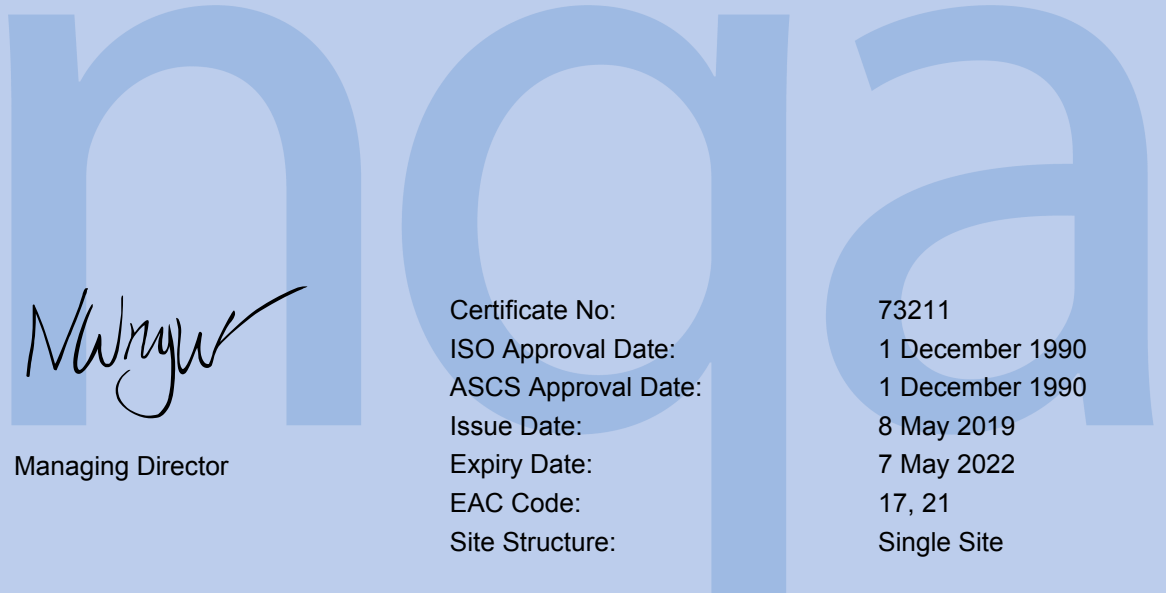 nqa
Certificate No: 73211
ISO Approval Date: 1 December 1990
ASCS Approval Date: 1 December 1990
Issue Date: 8 May 2019
Managing Director
Expiry Date: 7 May 2022
EAC Code: 17, 21
Site Structure: Single Site